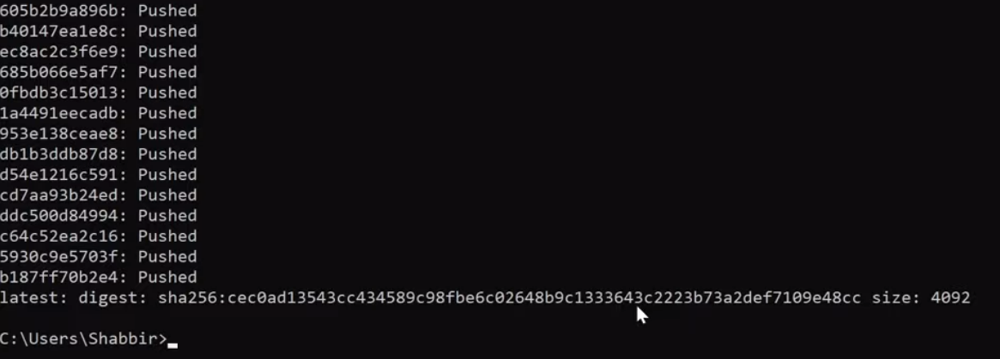 605b2b9a896b: Pushed
b40147ea1e8c: Pushed
ec8ac2c3f6e9: Pushed
685b066e5af7: Pushed
0fbdb3c15013: Pushed
1a4491eecadb: Pushed
953e138ceae8: Pushed
db1b3ddb87d8: Pushed
d54e1216c591: Pushed
cd7aa93b24ed: Pushed
ddc500d84994: Pushed
c64c52ea2c16: Pushed
5930c9e5703f: Pushed
b187ff70b2e4: Pushed
latest: digest: sha256:cec0ad13543cc434589c98fbe6c02648b9c1333643c2223b73a2def7109e48cc size: 4092
C:\Users\Shabbir>